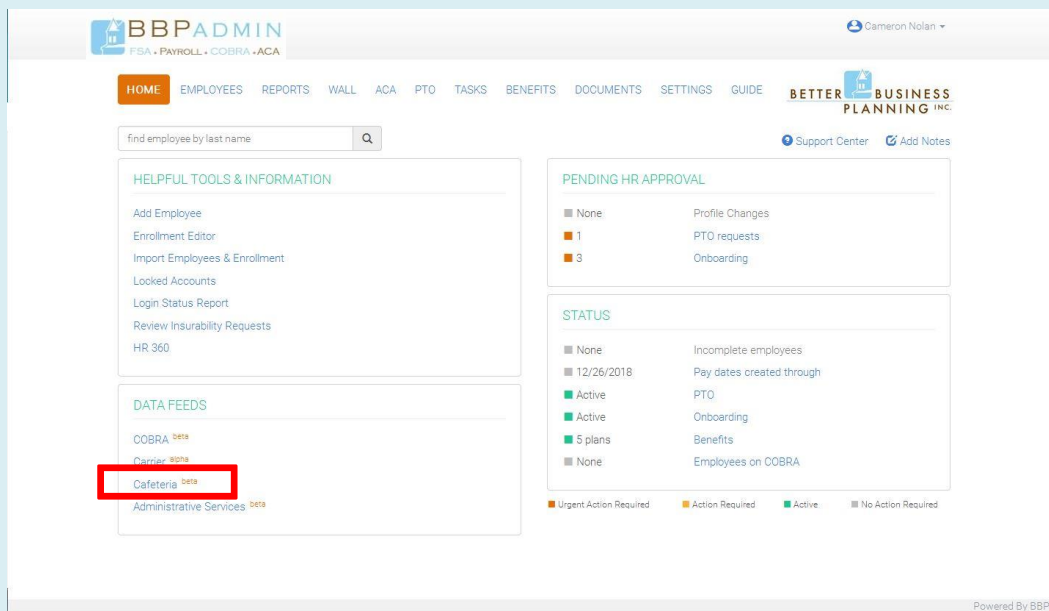 BBPADMIN
FSA • PAYROLL • COBRA • ACA
Cameron Nolan
HOME EMPLOYEES REPORTS WALL ACA PTO TASKS BENEFITS DOCUMENTS SETTINGS GUIDE
BETTER BUSINESS
PLANNING INC.
find employee by last name
Support Center Add Notes
HELPFUL TOOLS & INFORMATION
Add Employee
Enrollment Editor
Import Employees & Enrollment
Locked Accounts
Login Status Report
Review Insurability Requests
HR 360
DATA FEEDS
COBRA beta
Carrier alpha
Cafeteria beta
Administrative Services beta
PENDING HR APPROVAL
None Profile Changes
1 PTO requests
3 Onboarding
STATUS
None Incomplete employees
12/26/2018 Pay dates created through
Active PTO
Active Onboarding
5 plans Benefits
None Employees on COBRA
Urgent Action Required Action Required Active No Action Required
Powered By BBP